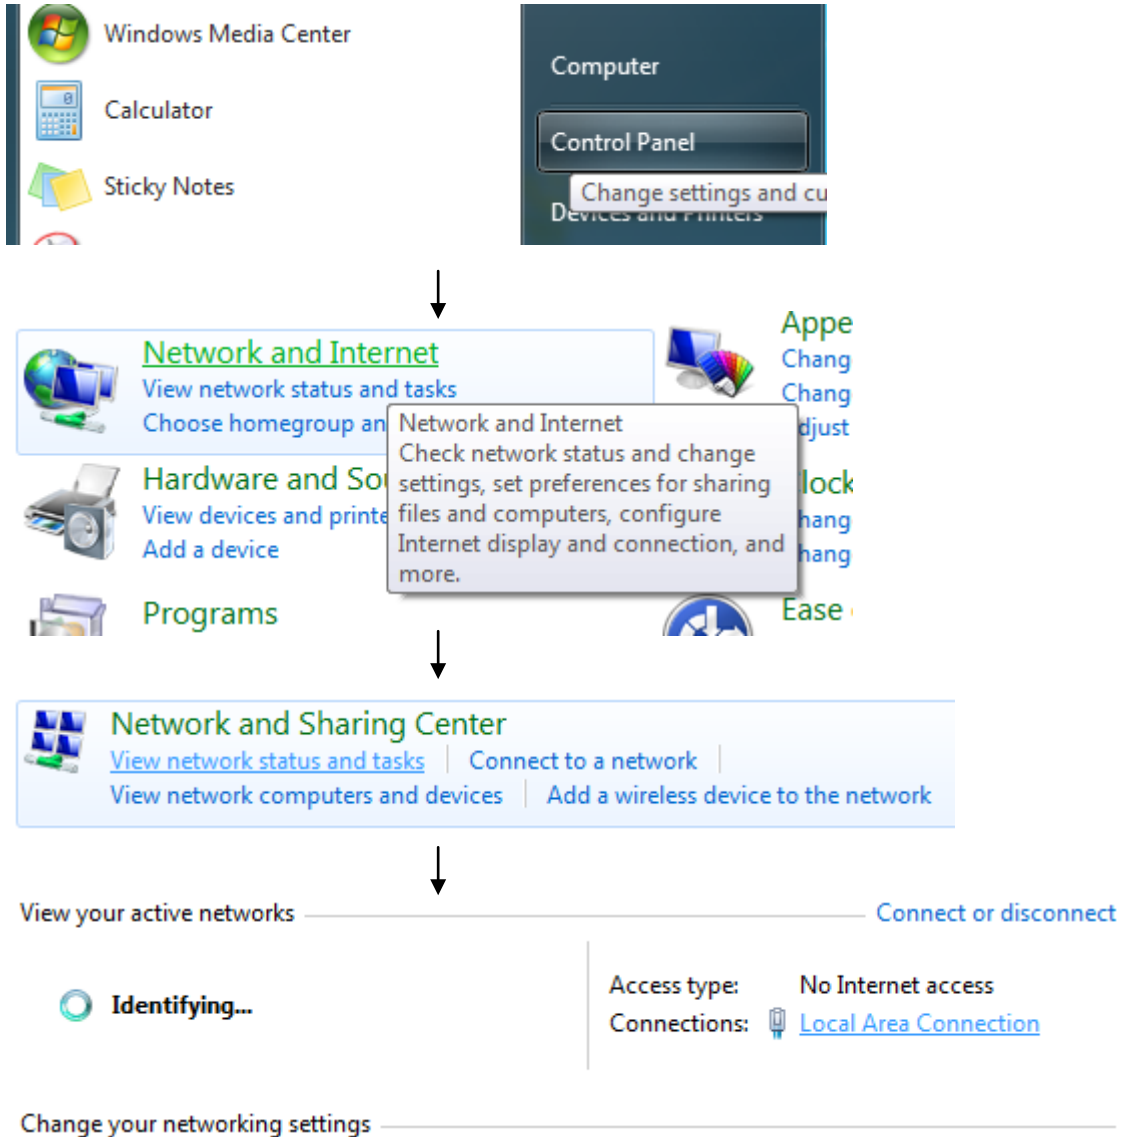 Windows Media Center
Calculator
Sticky Notes
Computer
Control Panel
Change settings and cu
Devices and Printers
Network and Internet
View network status and tasks
Choose homegroup an
Network and Internet
Check network status and change
settings, set preferences for sharing
files and computers, configure
Internet display and connection, and
more.
Hardware and Sou
View devices and printe
Add a device
Programs
Appe
Chang
Chang
djust
lock
hang
hang
Ease
Network and Sharing Center
View network status and tasks Connect to a network
View network computers and devices Add a wireless device to the network
View your active networks Connect or disconnect
Identifying...
Access type: No Internet access
Connections: Local Area Connection
Change your networking settings